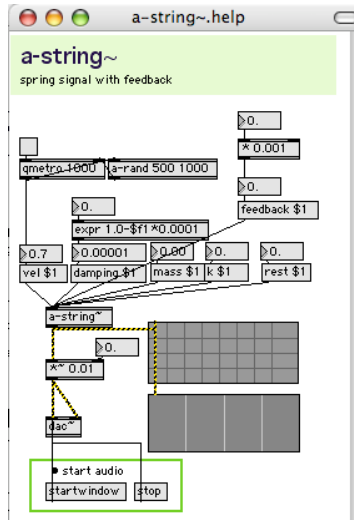 a-string~.help
a-string~
spring signal with feedback
0.
* 0.001
qmetro 1000 a-rand 500 1000
0. 0.
expr 1.0-$f1*0.0001 feedback $1
0.7 0.00001 0.00 0. 0.
vel $1 damping $1 mass $1 k $1 rest $1
a-string~
0.
*~ 0.01
dac~
start audio
startwindow stop